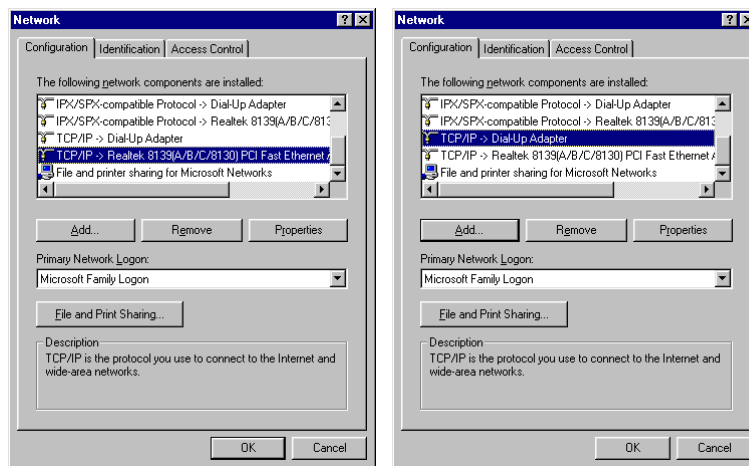 Network
Configuration Identification Access Control
The following network components are installed:
IPX/SPX-compatible Protocol -> Dial-Up Adapter
IPX/SPX-compatible Protocol -> Realtek 8139(A/B/C/813
TCP/IP -> Dial-Up Adapter
TCP/IP -> Realtek 8139(A/B/C/8130) PCI Fast Ethernet A
File and printer sharing for Microsoft Networks
Add... Remove Properties
Primary Network Logon:
Microsoft Family Logon
File and Print Sharing...
Description
TCP/IP is the protocol you use to connect to the Internet and
wide-area networks.
OK Cancel
Network
Configuration Identification Access Control
The following network components are installed:
IPX/SPX-compatible Protocol -> Dial-Up Adapter
IPX/SPX-compatible Protocol -> Realtek 8139(A/B/C/813
TCP/IP -> Dial-Up Adapter
TCP/IP -> Realtek 8139(A/B/C/8130) PCI Fast Ethernet A
File and printer sharing for Microsoft Networks
Add... Remove Properties
Primary Network Logon:
Microsoft Family Logon
File and Print Sharing...
Description
TCP/IP is the protocol you use to connect to the Internet and
wide-area networks.
OK Cancel